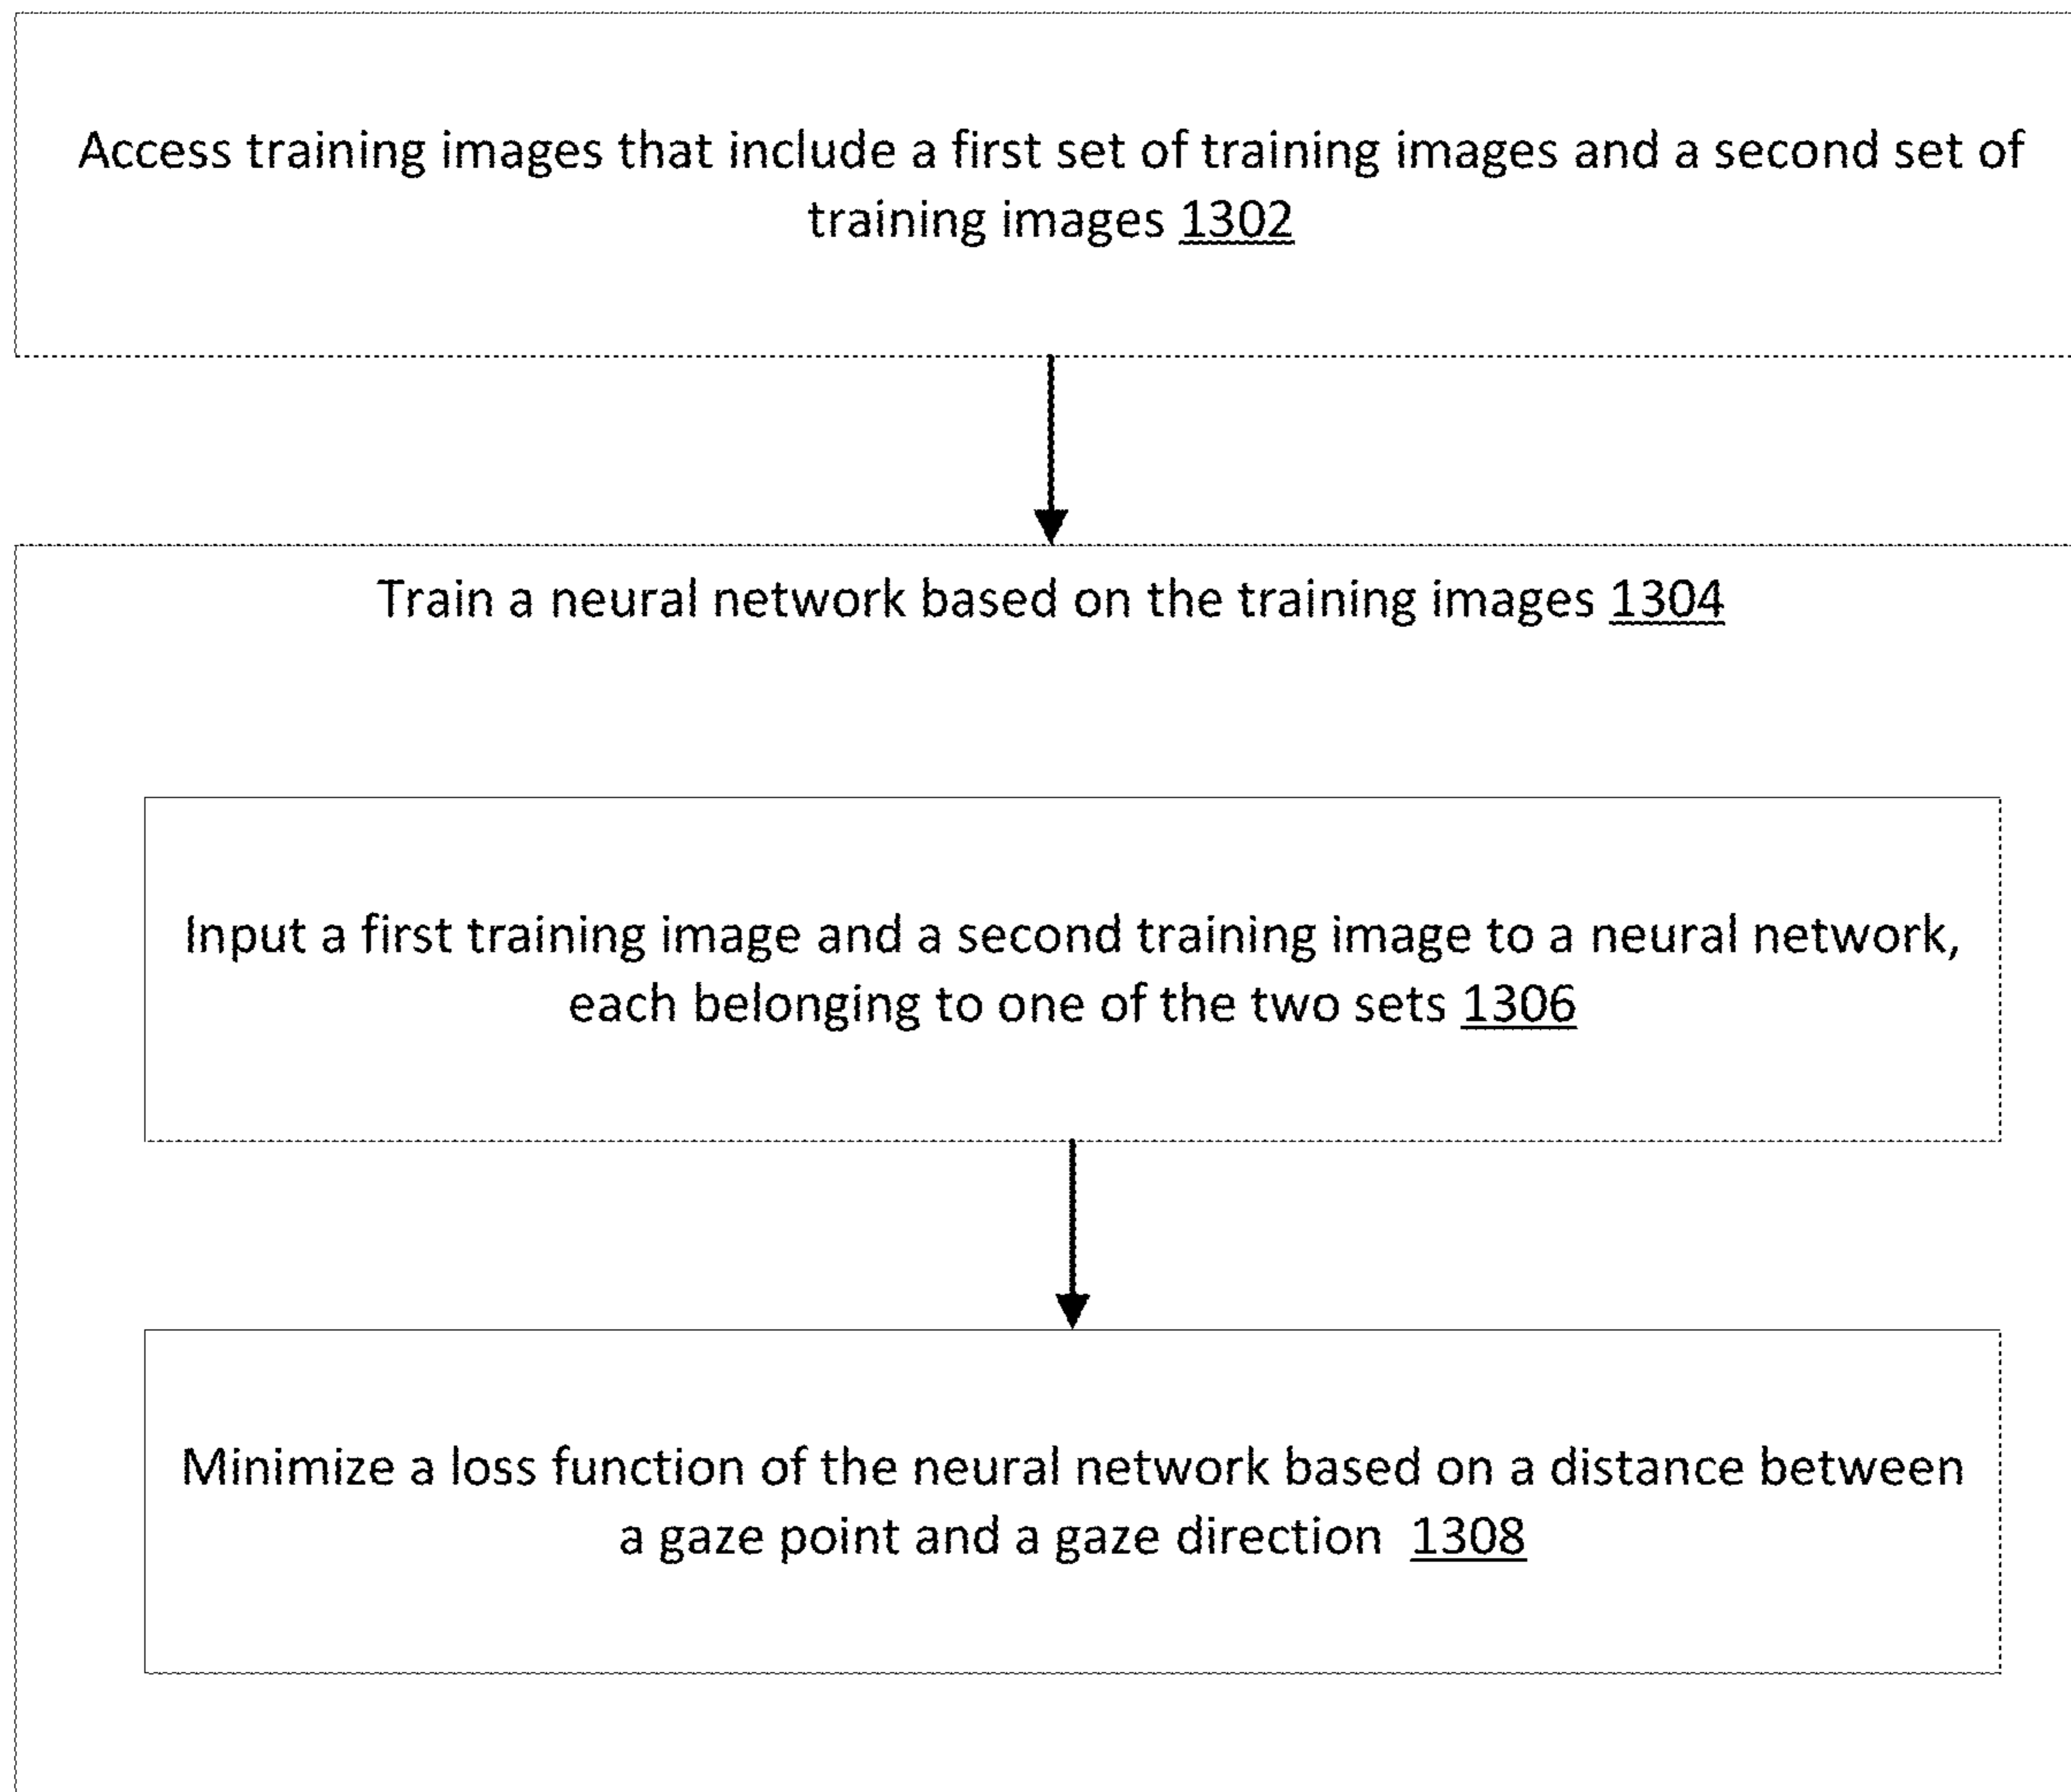 Access training images that include a first set of training images and a second set of
training images 1302
Train a neural network based on the training images 1304
Input a first training image and a second training image to a neural network,
each belonging to one of the two sets 1306
Minimize a loss function of the neural network based on a distance between
a gaze point and a gaze direction 1308